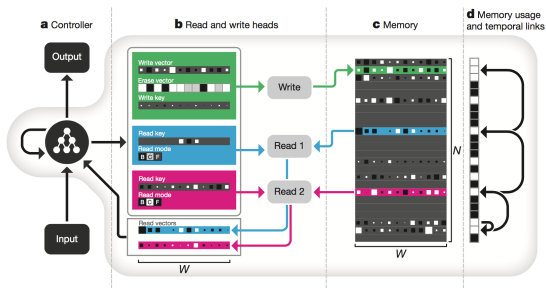 a Controller
b Read and write heads
c Memory
d Memory usage
and temporal links
Output
Input
Write vector
Erase vector
Write key
Read key
Read mode
B C F
Read key
Read mode
B C F
Read vectors
W
Write
Read 1
Read 2
N
W